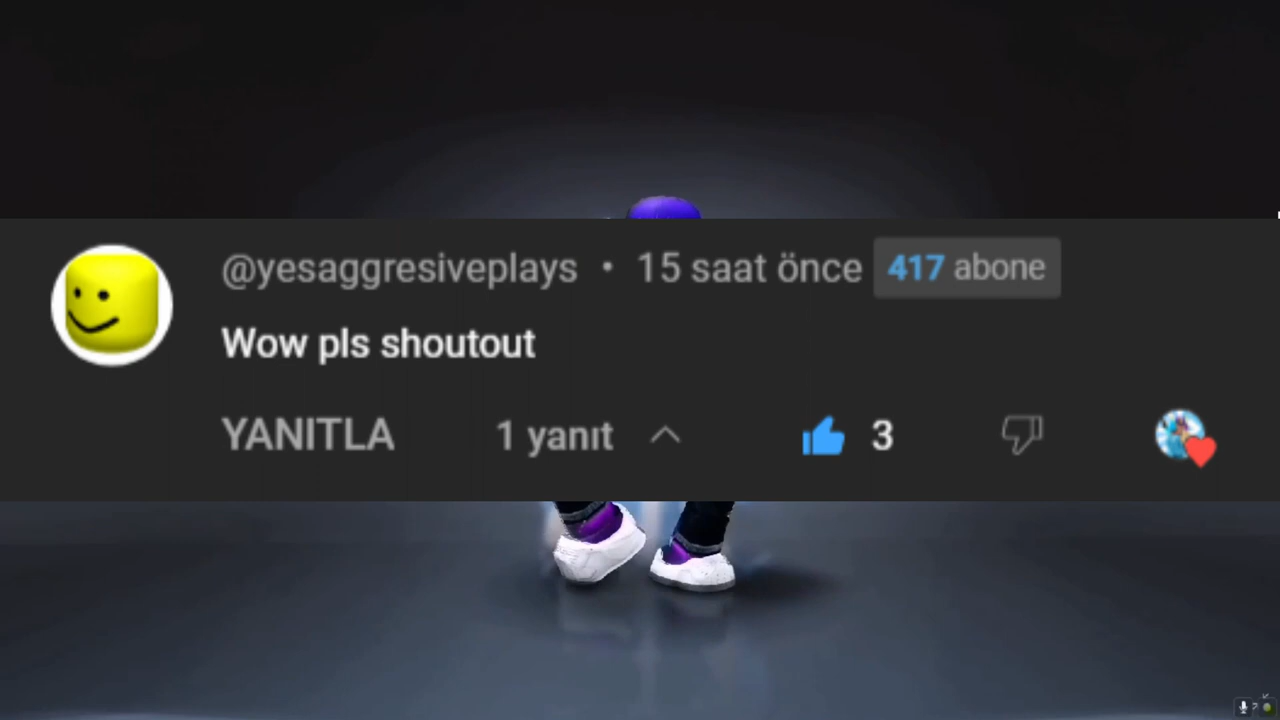 @yesaggresiveplays • 15 saat önce 417 abone
Wow pls shoutout
YANITLA 1 yanıt 3